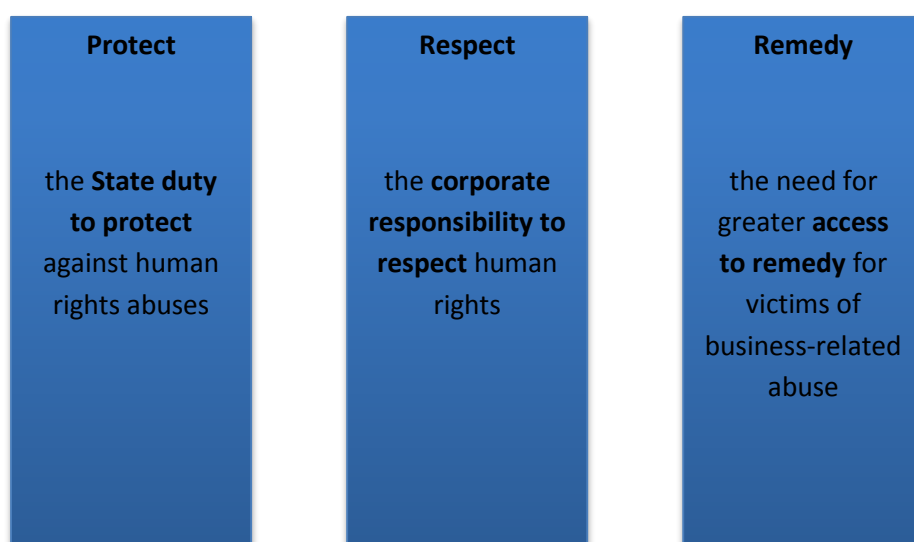 Protect
the State duty
to protect
against human
rights abuses
Respect
the corporate
responsibility to
respect human
rights
Remedy
the need for
greater access
to remedy for
victims of
business-related
abuse